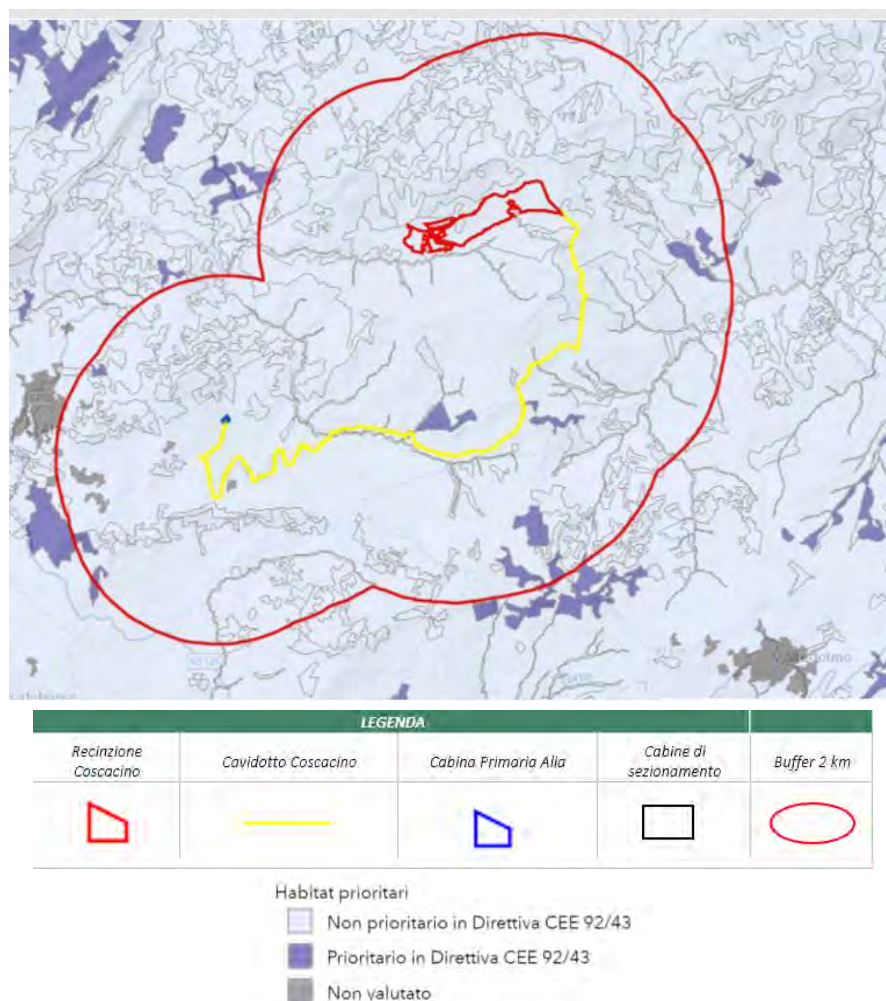 Valledolmo
LEGENDA
Recinzione Coscacino
Cavidotto Coscacino
Cabina Primaria Alia
Cabine di sezionamento
Buffer 2 km
Habitat prioritari
Non prioritario in Direttiva CEE 92/43
Prioritario in Direttiva CEE 92/43
Non valutato